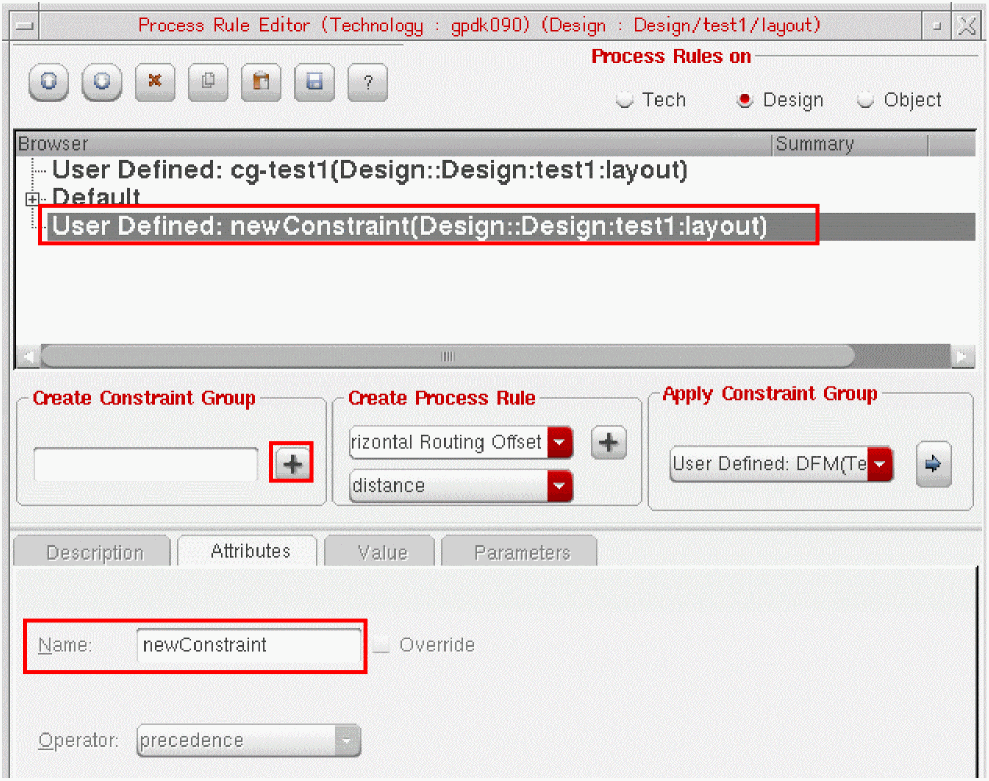 Process Rule Editor (Technology : gpdk090) (Design : Design/test1/layout)
Process Rules on
?
Tech Design Object
Browser Summary
User Defined: cg-test1(Design::Design:test1:layout)
Default
User Defined: newConstraint(Design::Design:test1:layout)
Create Constraint Group Create Process Rule Apply Constraint Group
rizontal Routing Offset
User Defined: DFM(Te
distance
Description Attributes Value Parameters
Name: newConstraint Override
Operator: precedence